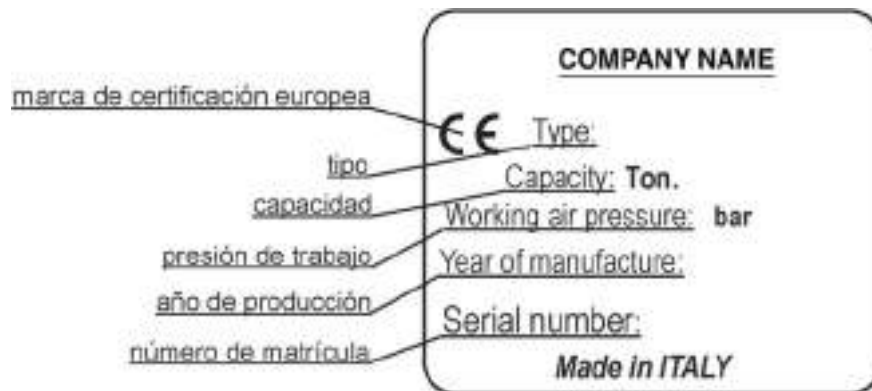 COMPANY NAME
marca de certificación europea
CE Type:
tipo
Capacity: Ton.
capacidad
Working air pressure: bar
presión de trabajo
Year of manufacture:
año de producción
Serial number:
número de matrícula
Made in ITALY